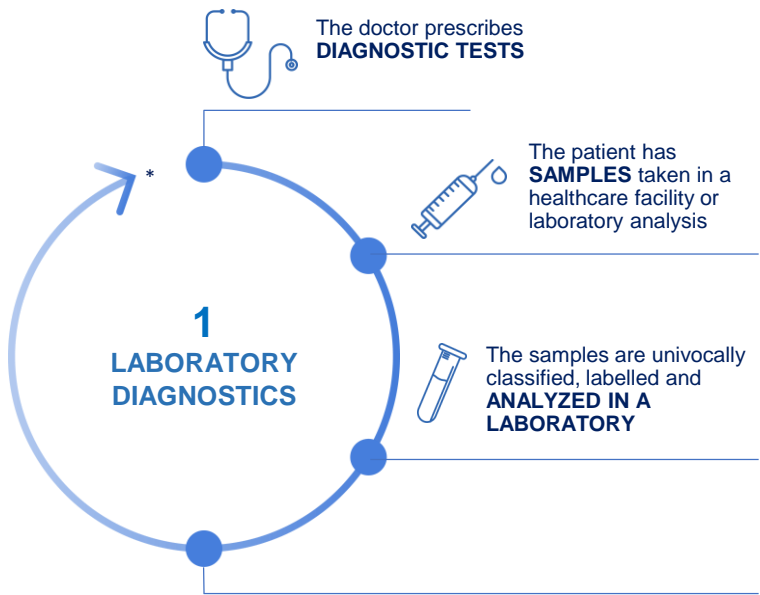 The doctor prescribes
DIAGNOSTIC TESTS
*
The patient has
SAMPLES taken in a
healthcare facility or
laboratory analysis
1
LABORATORY
DIAGNOSTICS
The samples are univocally
classified, labelled and
ANALYZED IN A
LABORATORY